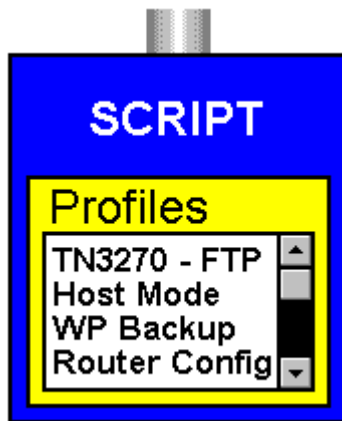 SCRIPT
Profiles
TN3270 - FTP
Host Mode
WP Backup
Router Config